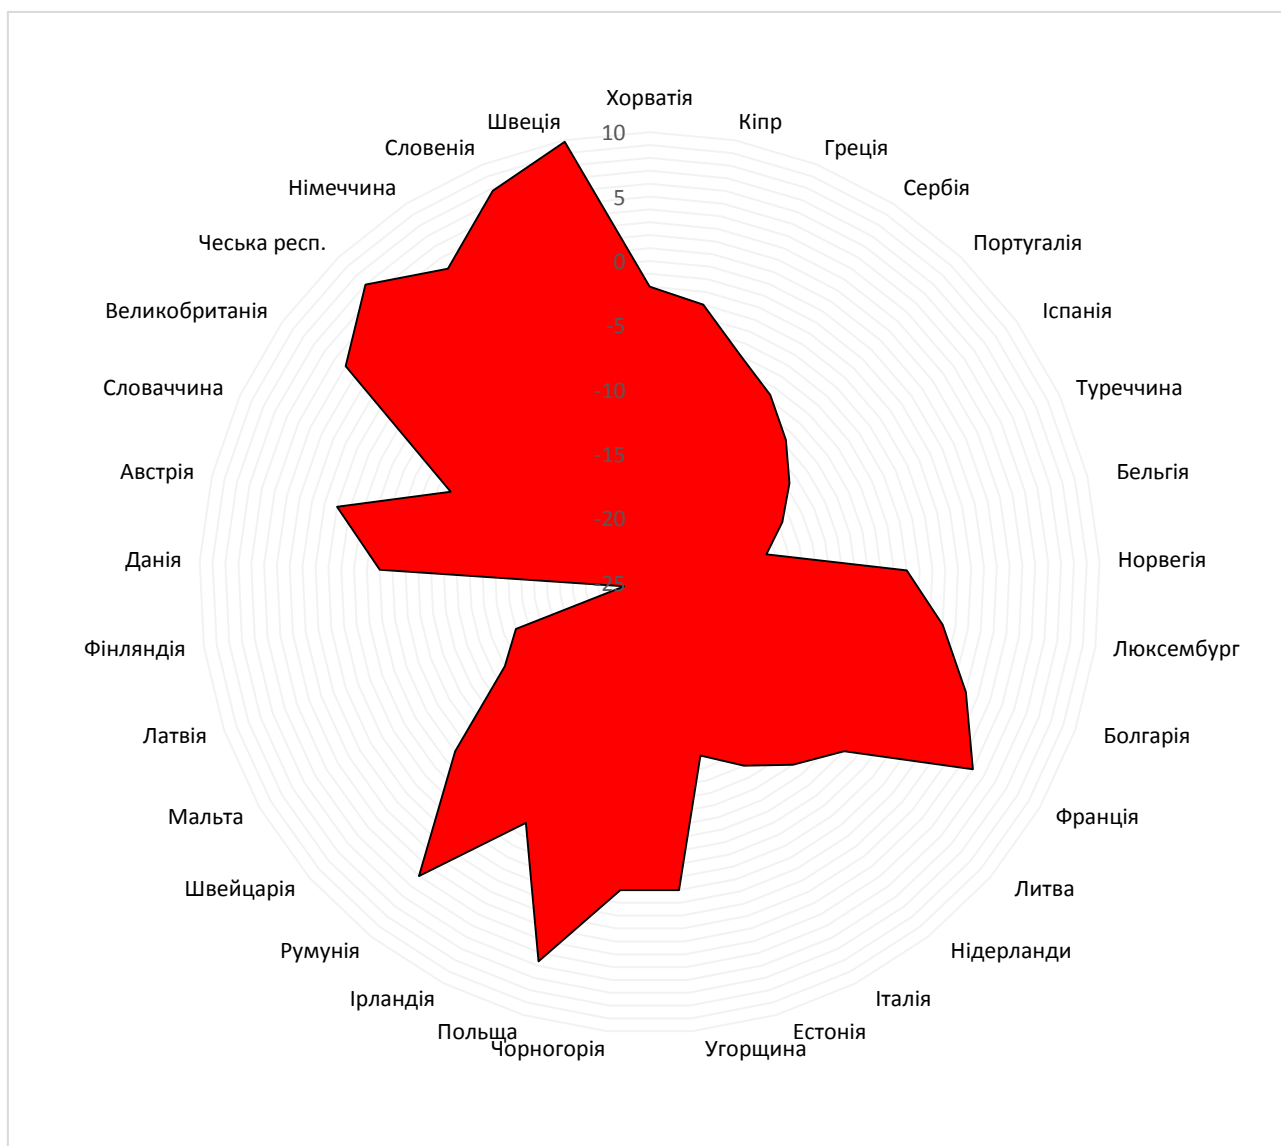 Хорватія
Кіпр
Греція
Сербія
Португалія
Іспанія
Туреччина
Бельгія
Норвегія
Люксембург
Болгарія
Франція
Литва
Нідерланди
Італія
Естонія
Угорщина
Чорногорія
Польща
Ірландія
Румунія
Швейцарія
Мальта
Латвія
Фінляндія
Данія
Австрія
Словаччина
Великобританія
Чеська респ.
Німеччина
Словенія
Швеція
10
5
0
-5
-10
-15
-20
-25